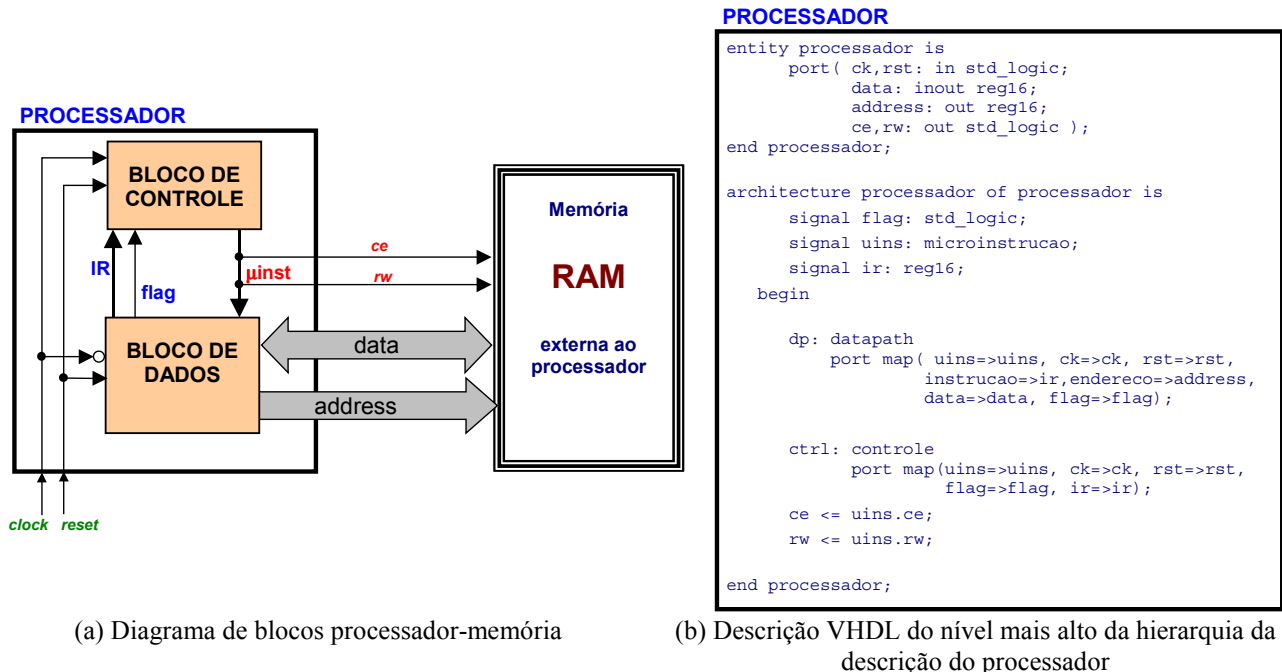 PROCESSADOR
BLOCO DE
CONTROLE
IR
flag
µinst
ce
rw
BLOCO DE
DADOS
data
address
Memória
RAM
externa ao
processador
clock reset
(a) Diagrama de blocos processador-memória
PROCESSADOR
entity processador is
port( ck,rst: in std_logic;
data: inout reg16;
address: out reg16;
ce,rw: out std_logic );
end processador;
architecture processador of processador is
signal flag: std_logic;
signal uins: microinstrucao;
signal ir: reg16;
begin
dp: datapath
port map( uins=>uins, ck=>ck, rst=>rst,
instrucao=>ir,endereco=>address,
data=>data, flag=>flag);
ctrl: controle
port map(uins=>uins, ck=>ck, rst=>rst,
flag=>flag, ir=>ir);
ce <= uins.ce;
rw <= uins.rw;
end processador;
(b) Descrição VHDL do nível mais alto da hierarquia da
descrição do processador